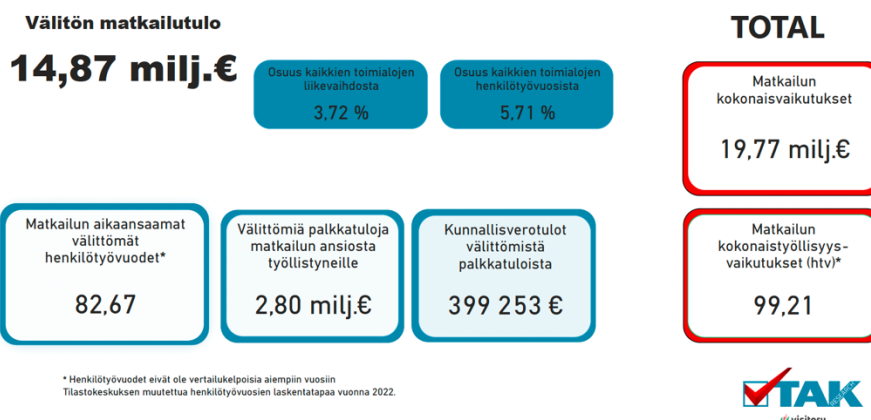 Välitön matkailutulo
14,87 milj.€
Osuus kaikkien toimialojen
liikevaihdosta
3,72 %
Osuus kaikkien toimialojen
henkilötyövuosista
5,71 %
TOTAL
Matkailun
kokonaisvaikutukset
19,77 milj.€
Matkailun aikaansaamat
välittömät
henkilötyövuodet*
82,67
Välittömiä palkkatuloja
matkailun ansiosta
työllistyneille
2,80 milj.€
Kunnallisverotulot
välittömistä
palkkatuloista
399 253 €
Matkailun
kokonaistyöllisyys-
vaikutukset (htv)*
99,21
* Henkilötyövuodet eivät ole vertailukelpoisia aiempiin vuosiin
Tilastokeskuksen muutettua henkilötyövuosien laskentatapaa vuonna 2022.
TAK
RESEARCH